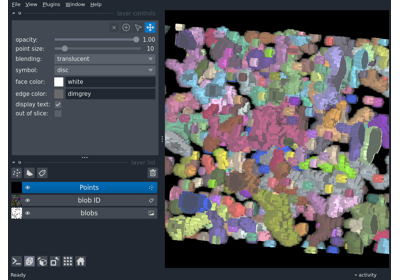 File View Plugins Window Help
layer controls
opacity: 1.00
point size: 10
blending: translucent
symbol: disc
face color: white
edge color: dimgrey
display text:
out of slice:
layer list
Points
blob ID
blobs
Ready
activity